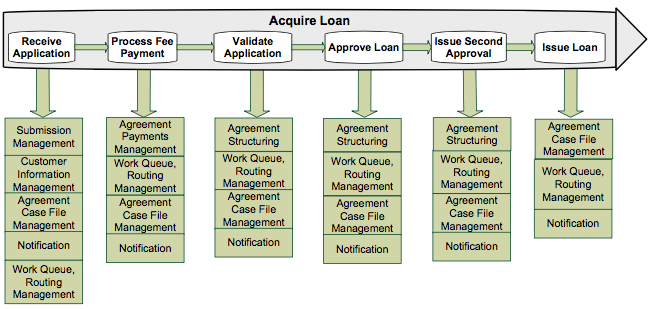 Acquire Loan
Receive
Application
Process Fee
Payment
Validate
Application
Approve Loan
Issue Second
Approval
Issue Loan
Submission
Management
Customer
Information
Management
Agreement
Case File
Management
Notification
Work Queue,
Routing
Management
Agreement
Payments
Management
Work Queue,
Routing
Management
Agreement
Case File
Management
Notification
Agreement
Structuring
Work Queue,
Routing
Management
Agreement
Case File
Management
Notification
Agreement
Structuring
Work Queue,
Routing
Management
Agreement
Case File
Management
Notification
Agreement
Structuring
Work Queue,
Routing
Management
Agreement
Case File
Management
Notification
Agreement
Case File
Management
Work Queue,
Routing
Management
Notification